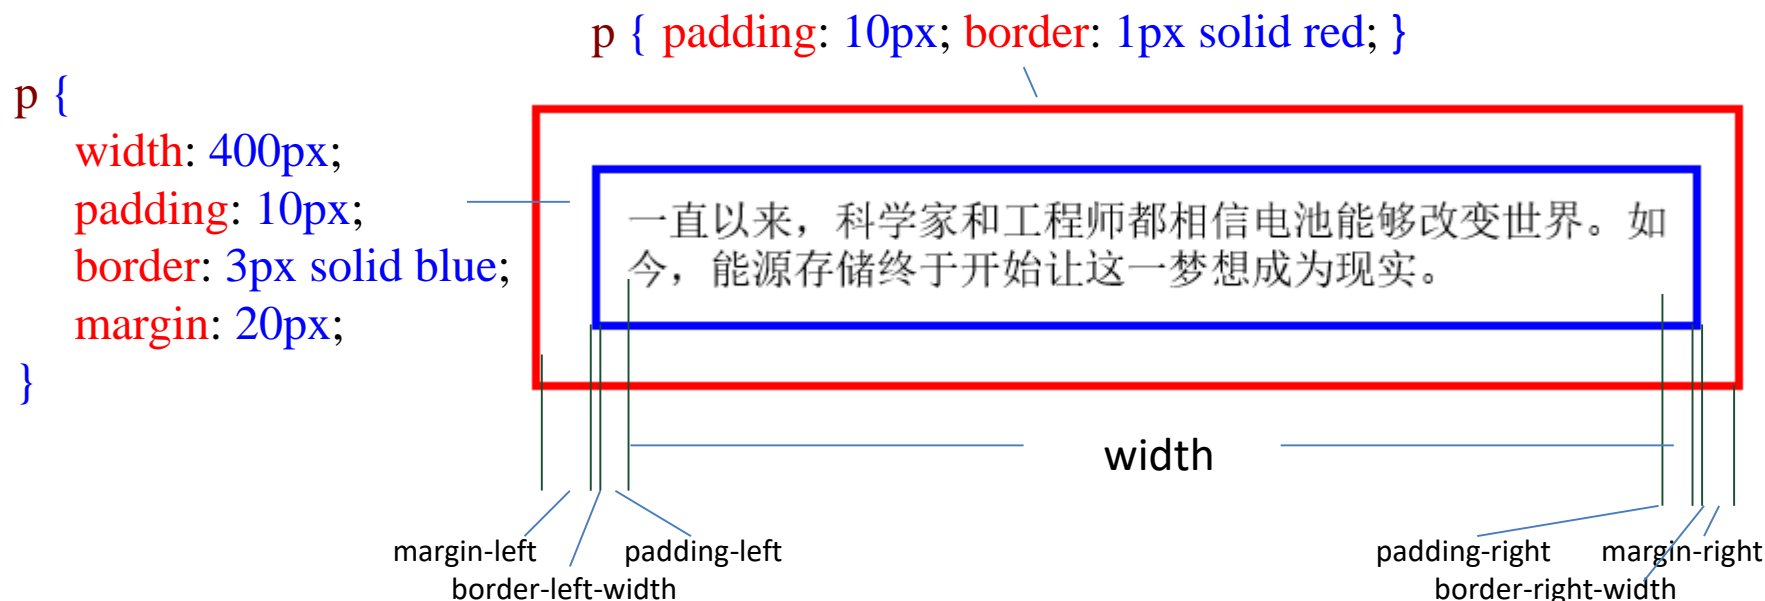 p { padding: 10px; border: 1px solid red; }
p {
width: 400px;
padding: 10px;
border: 3px solid blue;
margin: 20px;
}
一直以来，科学家和工程师都相信电池能够改变世界。如
今，能源存储终于开始让这一梦想成为现实。
width
margin-left
padding-left
border-left-width
padding-right
margin-right
border-right-width